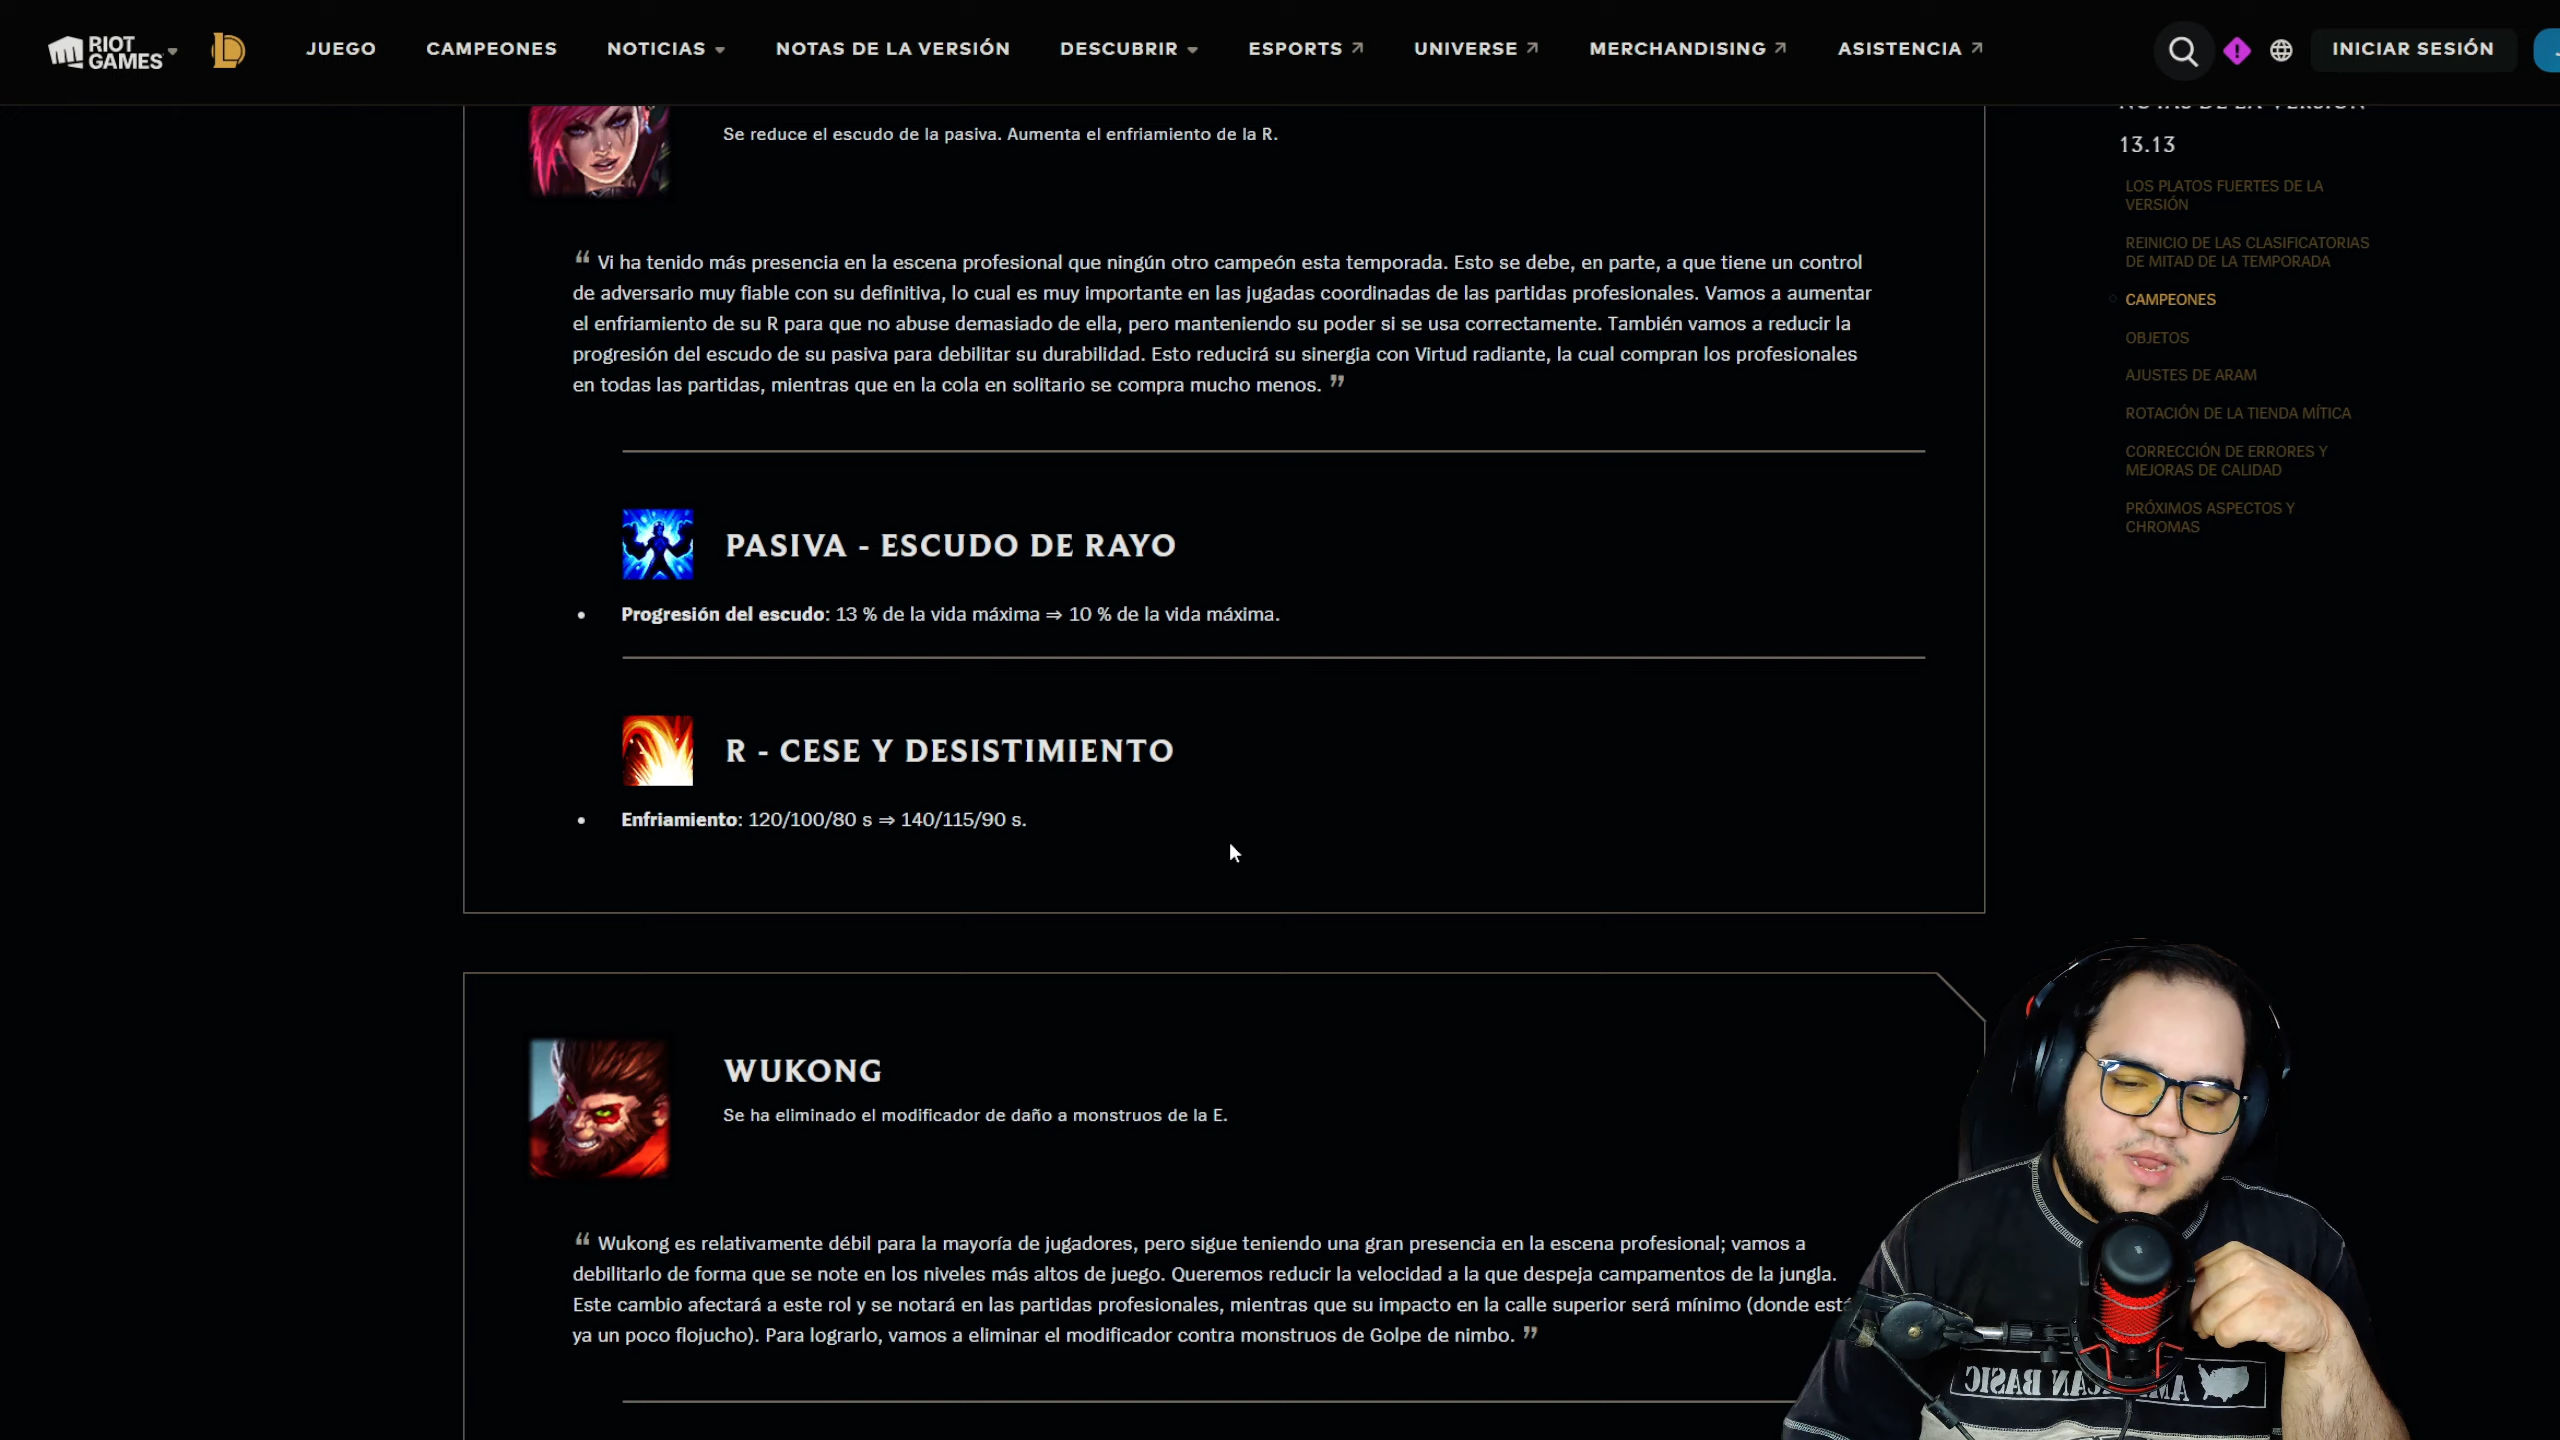 RIOT GAMES
JUEGO CAMPEONES NOTICIAS NOTAS DE LA VERSIÓN DESCUBRIR ESPORTS UNIVERSE MERCHANDISING ASISTENCIA INICIAR SESIÓN
Se reduce el escudo de la pasiva. Aumenta el enfriamiento de la R.
“ Vi ha tenido más presencia en la escena profesional que ningún otro campeón esta temporada. Esto se debe, en parte, a que tiene un control
de adversario muy fiable con su definitiva, lo cual es muy importante en las jugadas coordinadas de las partidas profesionales. Vamos a aumentar
el enfriamiento de su R para que no abuse demasiado de ella, pero manteniendo su poder si se usa correctamente. También vamos a reducir la
progresión del escudo de su pasiva para debilitar su durabilidad. Esto reducirá su sinergia con Virtud radiante, la cual compran los profesionales
en todas las partidas, mientras que en la cola en solitario se compra mucho menos. ”
PASIVA - ESCUDO DE RAYO
• Progresión del escudo: 13 % de la vida máxima ⇒ 10 % de la vida máxima.
R - CESE Y DESISTIMIENTO
• Enfriamiento: 120/100/80 s ⇒ 140/115/90 s.
WUKONG
Se ha eliminado el modificador de daño a monstruos de la E.
“ Wukong es relativamente débil para la mayoría de jugadores, pero sigue teniendo una gran presencia en la escena profesional; vamos a
debilitarlo de forma que se note en los niveles más altos de juego. Queremos reducir la velocidad a la que despeja campamentos de la jungla.
Este cambio afectará a este rol y se notará en las partidas profesionales, mientras que su impacto en la calle superior será mínimo (donde está
ya un poco flojucho). Para lograrlo, vamos a eliminar el modificador contra monstruos de Golpe de nimbo. ”
NOTAS DE LA VERSIÓN
13.13
LOS PLATOS FUERTES DE LA
VERSIÓN
REINICIO DE LAS CLASIFICATORIAS
DE MITAD DE LA TEMPORADA
CAMPEONES
OBJETOS
AJUSTES DE ARAM
ROTACIÓN DE LA TIENDA MÍTICA
CORRECCIÓN DE ERRORES Y
MEJORAS DE CALIDAD
PRÓXIMOS ASPECTOS Y
CHROMAS
BASIC